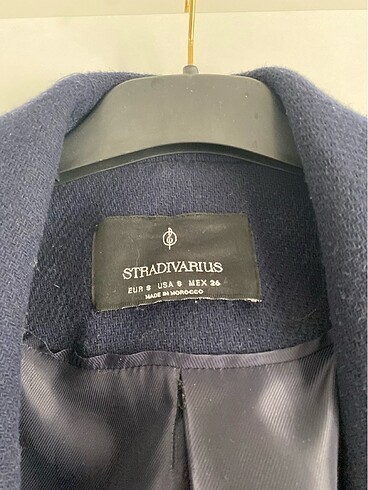 STRADIVARIUS
EUR S USA S MEX 26
MADE IN MOROCCO